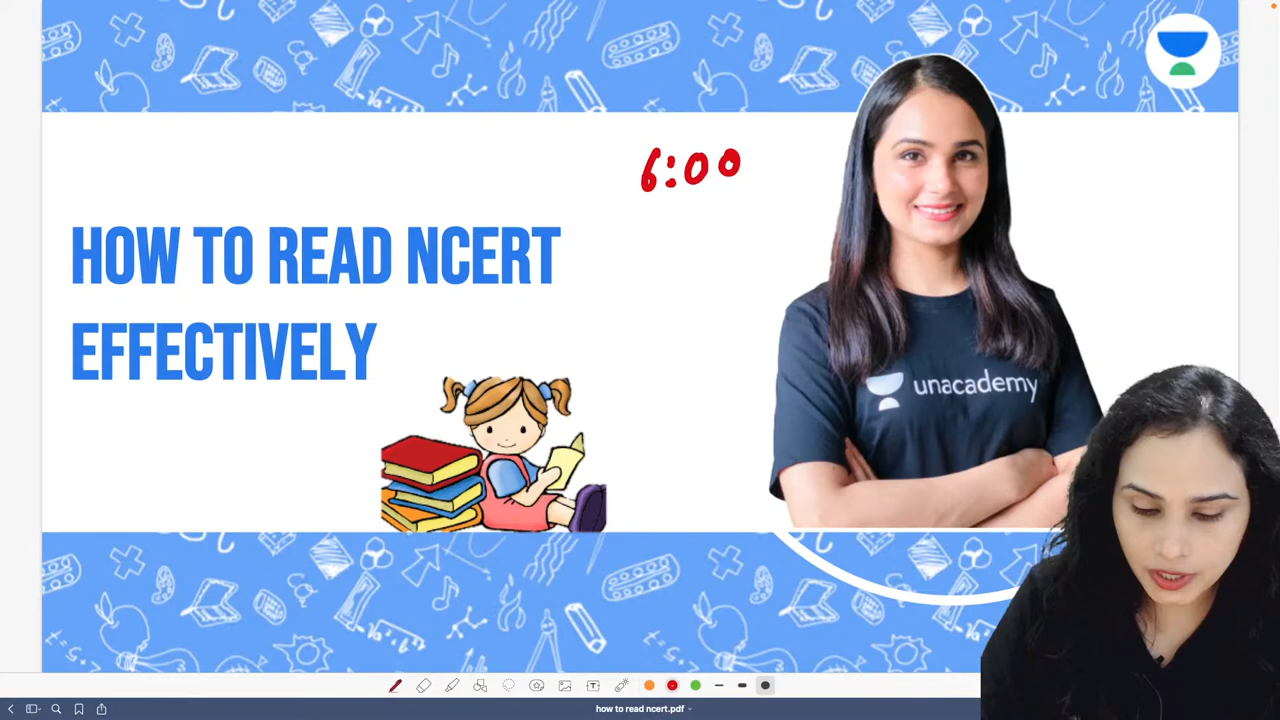 6:00
HOW TO READ NCERT
EFFECTIVELY
unacademy
how to read ncert.pdf